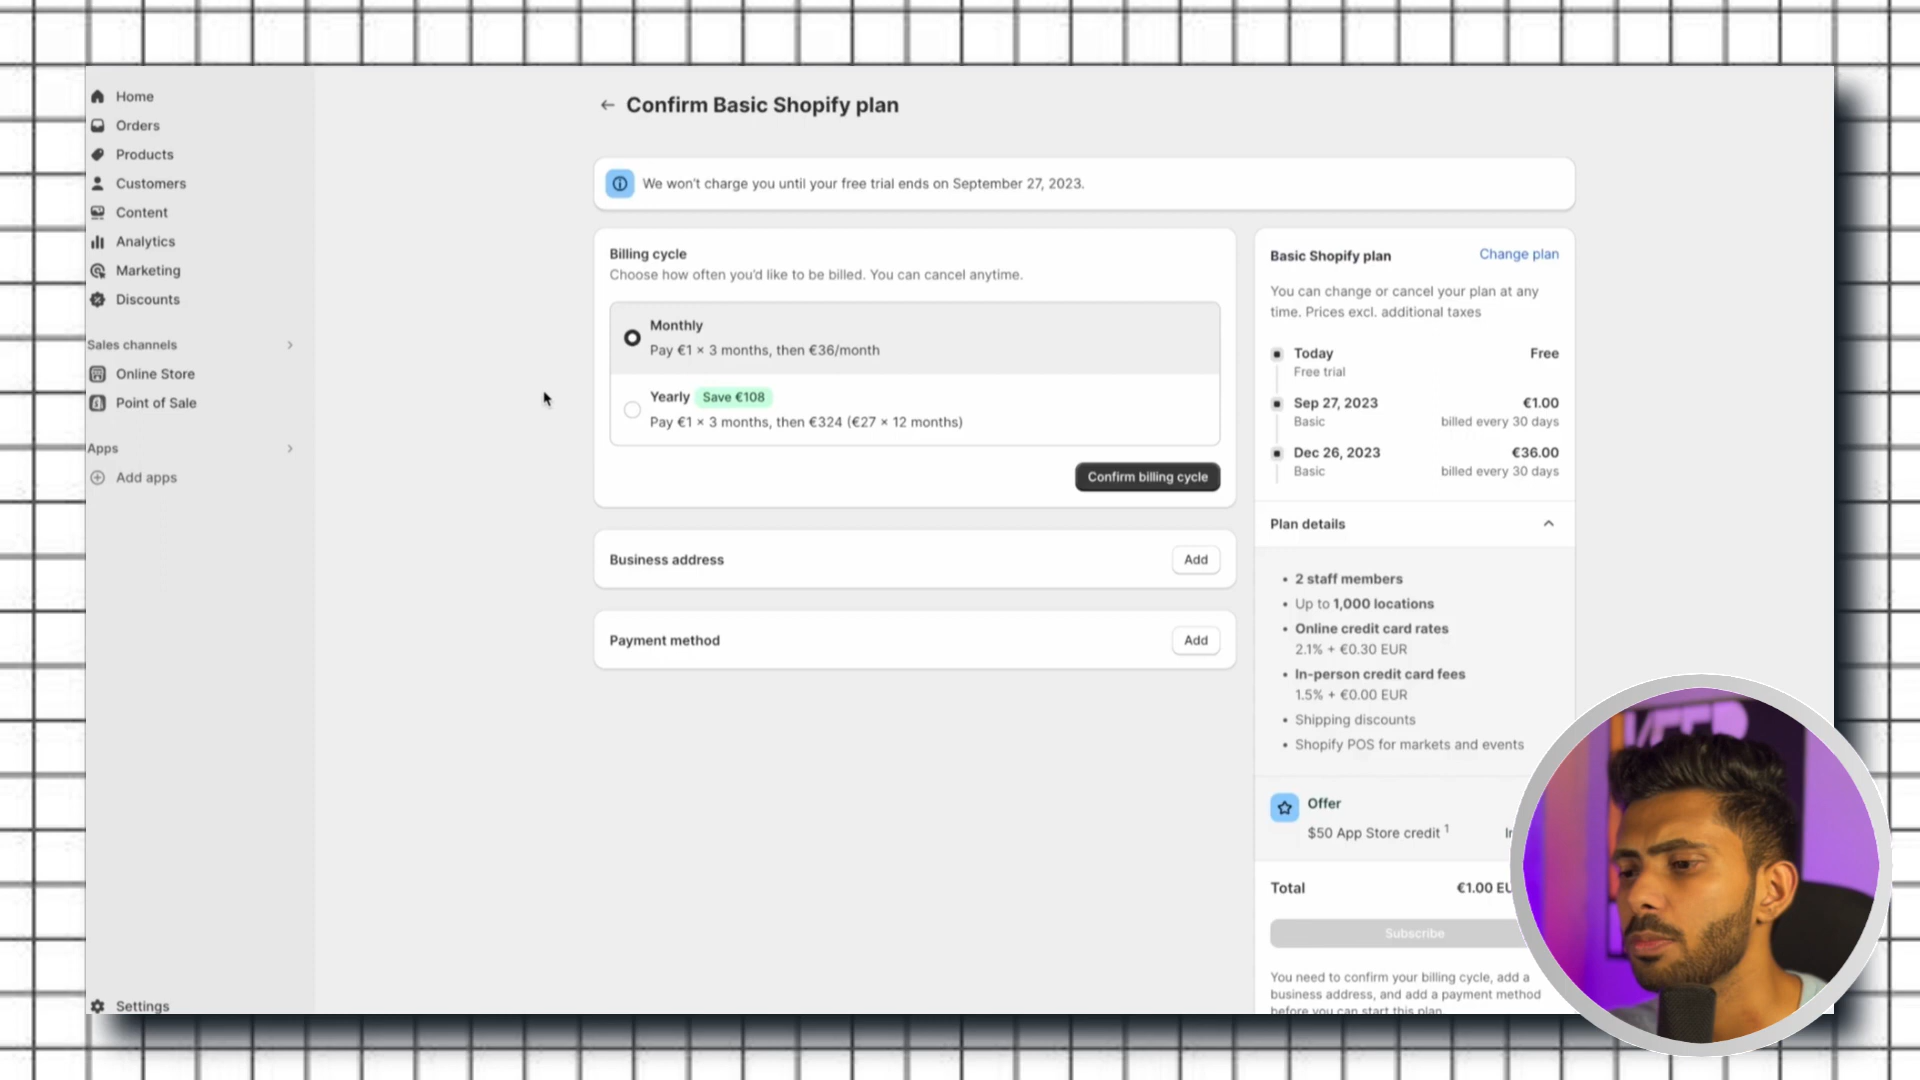 Home
Orders
Products
Customers
Content
Analytics
Marketing
Discounts
Sales channels
Online Store
Point of Sale
Apps
Add apps
Settings
Confirm Basic Shopify plan
We won't charge you until your free trial ends on September 27, 2023.
Billing cycle
Choose how often you'd like to be billed. You can cancel anytime.
Monthly
Pay €1 × 3 months, then €36/month
Yearly Save €108
Pay €1 × 3 months, then €324 (€27 × 12 months)
Confirm billing cycle
Business address Add
Payment method Add
Basic Shopify plan Change plan
You can change or cancel your plan at any
time. Prices excl. additional taxes
Today Free
Free trial
Sep 27, 2023 €1.00
Basic billed every 30 days
Dec 26, 2023 €36.00
Basic billed every 30 days
Plan details
• 2 staff members
• Up to 1,000 locations
• Online credit card rates
2.1% + €0.30 EUR
• In-person credit card fees
1.5% + €0.00 EUR
• Shipping discounts
• Shopify POS for markets and events
Offer
$50 App Store credit 1
Total €1.00
Subscribe
You need to confirm your billing cycle, add a
business address, and add a payment method
before you can start this plan